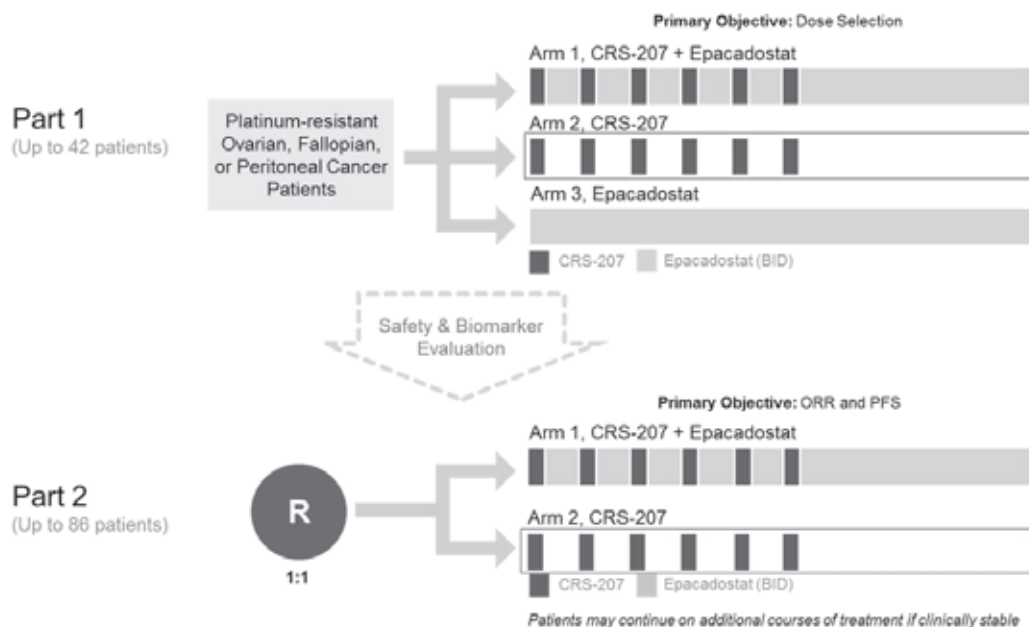 Primary Objective: Dose Selection
Arm 1, CRS-207 + Epacadostat
Part 1
(Up to 42 patients)
Platinum-resistant
Ovarian, Fallopian,
or Peritoneal Cancer
Patients
Arm 2, CRS-207
Arm 3, Epacadostat
CRS-207 Epacadostat (BID)
Safety & Biomarker
Evaluation
Primary Objective: ORR and PFS
Arm 1, CRS-207 + Epacadostat
Part 2
(Up to 86 patients)
R
1:1
Arm 2, CRS-207
CRS-207 Epacadostat (BID)
Patients may continue on additional courses of treatment if clinically stable